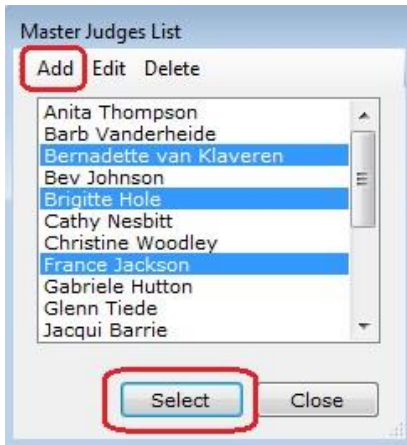 Master Judges List
Add Edit Delete
Anita Thompson
Barb Vanderheide
Bernadette van Klaveren
Bev Johnson
Brigitte Hole
Cathy Nesbitt
Christine Woodley
France Jackson
Gabriele Hutton
Glenn Tiede
Jacqui Barrie
Select Close